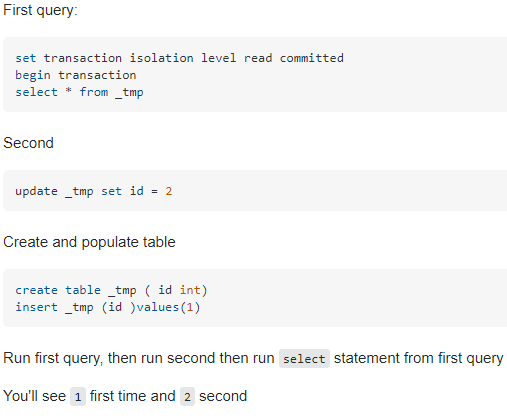 First query:
set transaction isolation level read committed
begin transaction
select * from _tmp
Second
update _tmp set id = 2
Create and populate table
create table _tmp ( id int)
insert _tmp (id )values(1)
Run first query, then run second then run select statement from first query
You'll see 1 first time and 2 second